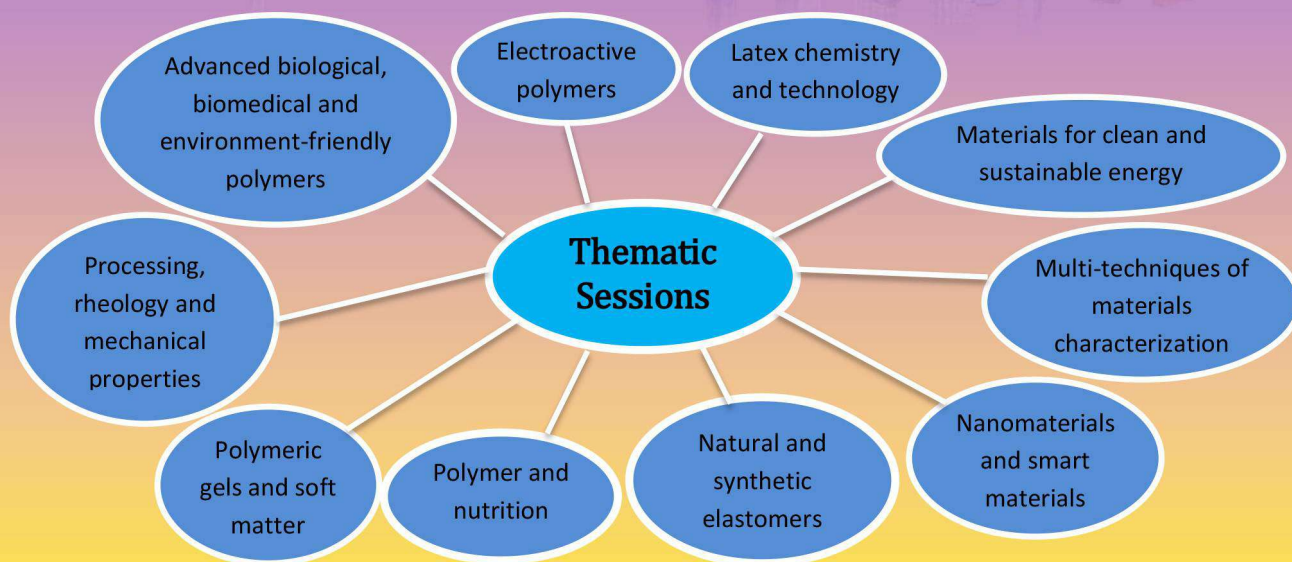 Thematic
Sessions
Advanced biological,
biomedical and
environment-friendly
polymers
Electroactive
polymers
Latex chemistry
and technology
Materials for clean and
sustainable energy
Multi-techniques of
materials
characterization
Nanomaterials
and smart
materials
Natural and
synthetic
elastomers
Polymer and
nutrition
Polymeric
gels and soft
matter
Processing,
rheology and
mechanical
properties